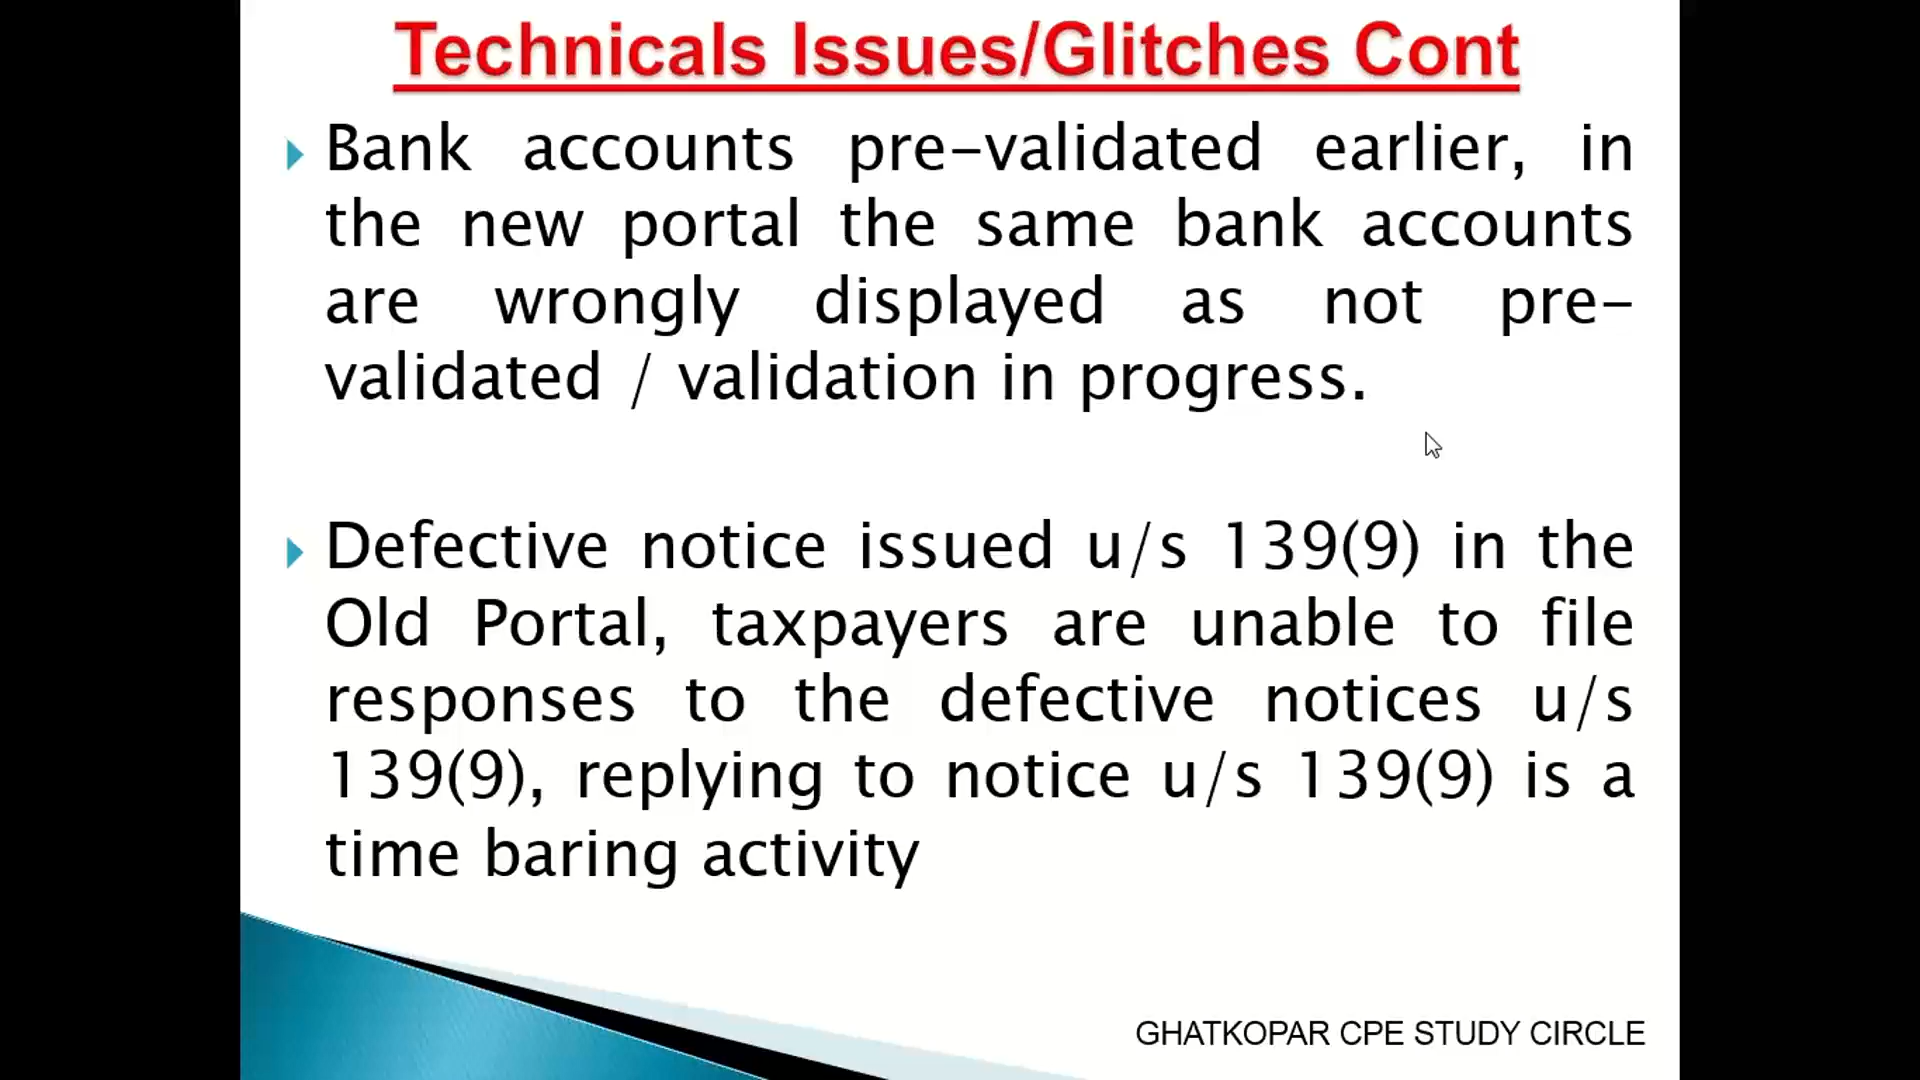 Technicals Issues/Glitches Cont
Bank accounts pre-validated earlier, in
the new portal the same bank accounts
are wrongly displayed as not pre-
validated / validation in progress.
Defective notice issued u/s 139(9) in the
Old Portal, taxpayers are unable to file
responses to the defective notices u/s
139(9), replying to notice u/s 139(9) is a
time baring activity
GHATKOPAR CPE STUDY CIRCLE